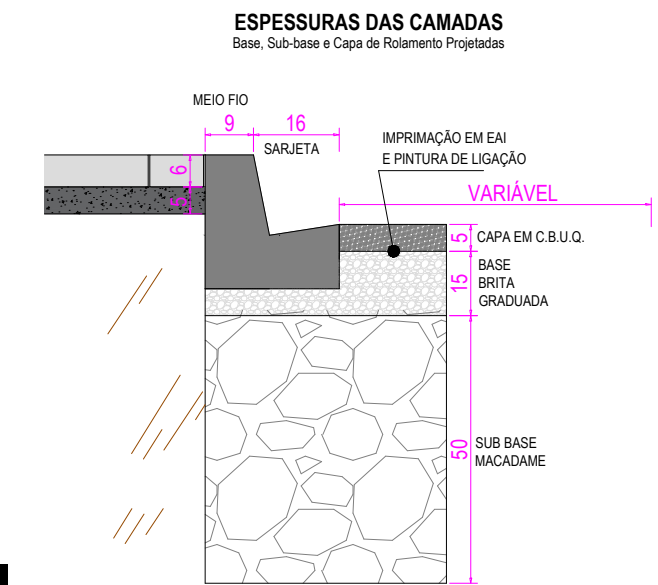 ESPESSURAS DAS CAMADAS
Base, Sub-base e Capa de Rolamento Projetadas
MEIO FIO
9
16
SARJETA
IMPRIMAÇÃO EM EAI
E PINTURA DE LIGAÇÃO
VARIÁVEL
6
5
5
CAPA EM C.B.U.Q.
15
BASE
BRITA
GRADUADA
50
SUB BASE
MACADAME